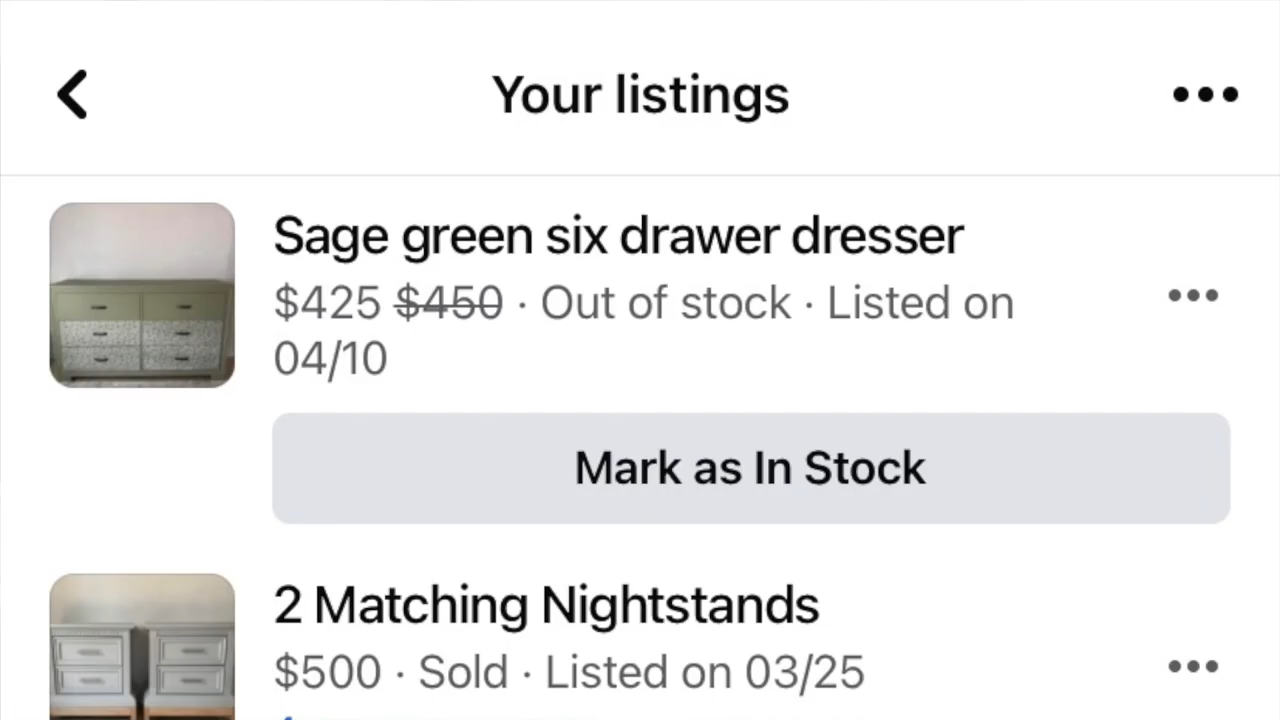 Your listings
Sage green six drawer dresser
$425 $450 · Out of stock · Listed on
04/10
Mark as In Stock
2 Matching Nightstands
$500 · Sold · Listed on 03/25